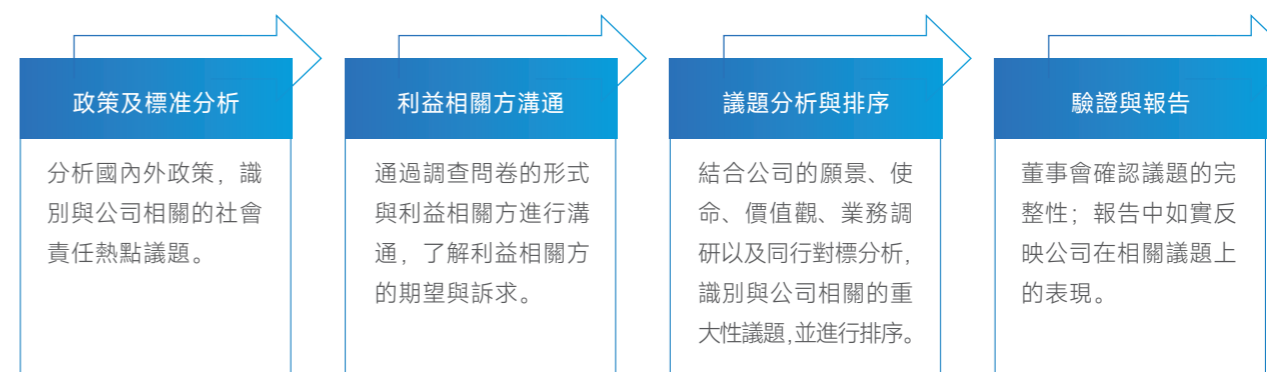 政策及標准分析
分析國內外政策，識
別與公司相關的社會
責任熱點議題。
利益相關方溝通
通過調查問卷的形式
與利益相關方進行溝
通，了解利益相關方
的期望與訴求。
議題分析與排序
結合公司的願景、使
命、價值觀、業務調
研以及同行對標分析，
識別與公司相關的重
大性議題，並進行排序。
驗證與報告
董事會確認議題的完
整性；報告中如實反
映公司在相關議題上
的表現。